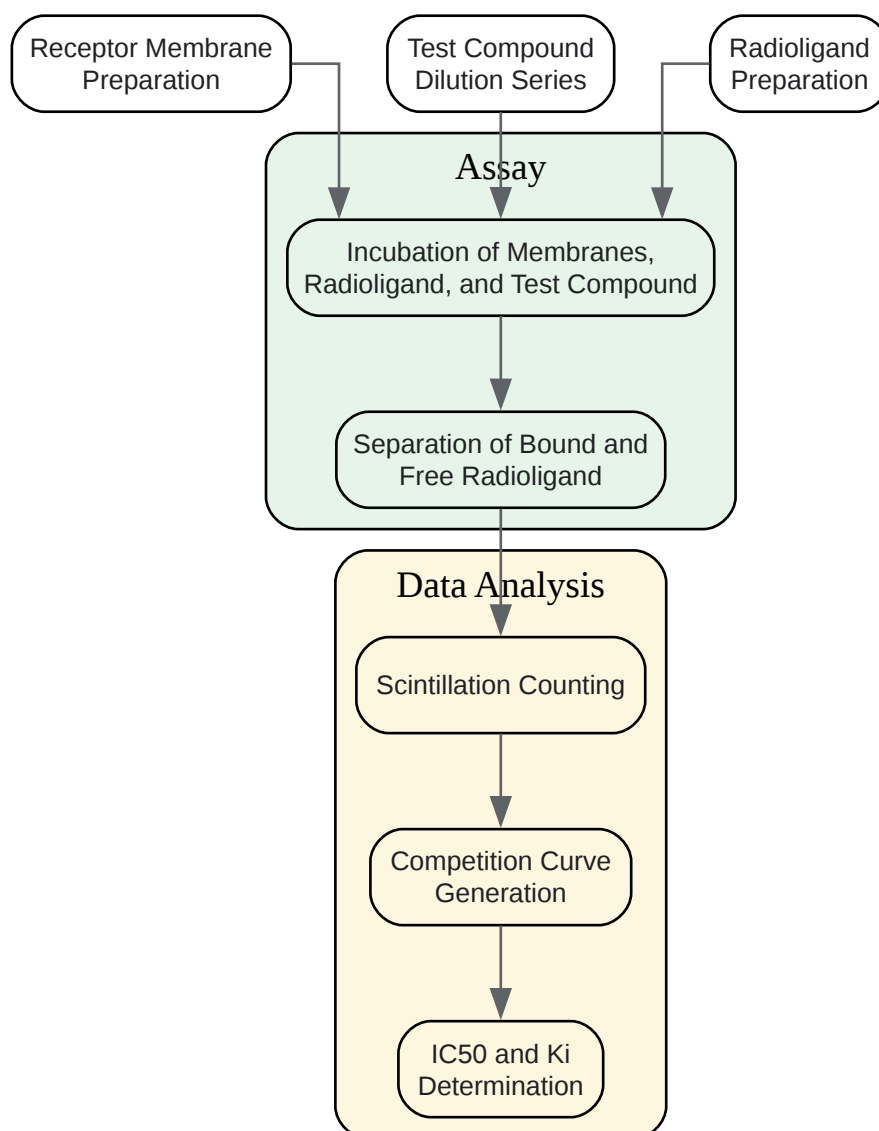 Receptor Membrane
Preparation
Test Compound
Dilution Series
Radioligand
Preparation
Assay
Incubation of Membranes,
Radioligand, and Test Compound
Separation of Bound and
Free Radioligand
Data Analysis
Scintillation Counting
Competition Curve
Generation
IC50 and Ki
Determination